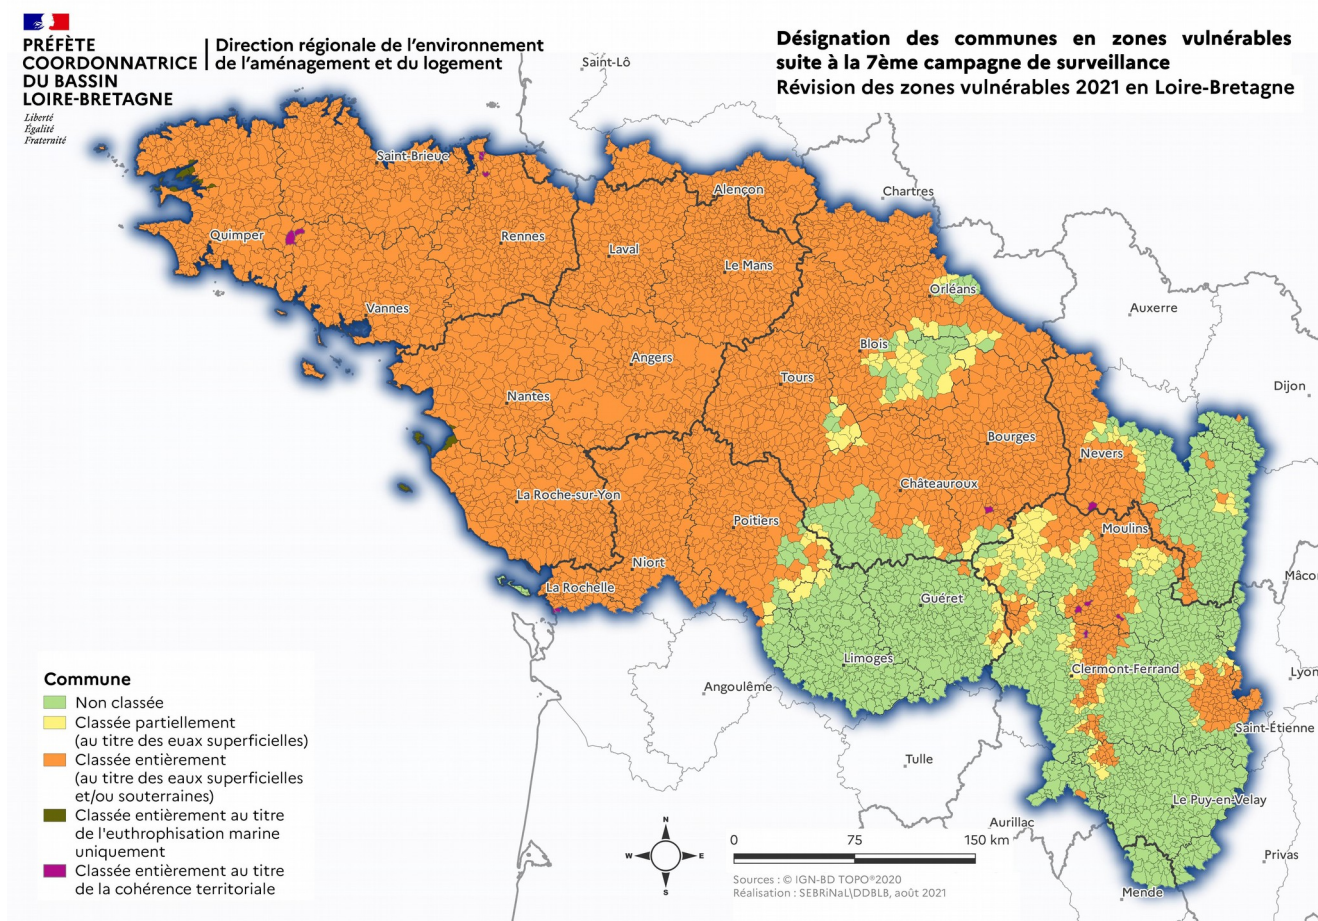 PRÉFÈTE
COORDONNATRICE
DU BASSIN
LOIRE-BRETAGNE
Liberté
Égalité
Fraternité
Direction régionale de l'environnement
de l'aménagement et du logement
Désignation des communes en zones vulnérables
suite à la 7ème campagne de surveillance
Révision des zones vulnérables 2021 en Loire-Bretagne
Saint-Lô
Saint-Brieuc
Alençon
Chartres
Quimper
Rennes
Laval
Le Mans
Orléans
Vannes
Auxerre
Blois
Angers
Tours
Dijon
Nantes
Bourges
Nevers
Châteauroux
La Roche-sur-Yon
Poitiers
Moulins
Niort
La Rochelle
Mâcon
Guéret
Limoges
Clermont-Ferrand
Lyon
Angoulême
Saint-Étienne
Tulle
Le Puy-en-Velay
Aurillac
Privas
Mende
Commune
Non classée
Classée partiellement
(au titre des euax superficielles)
Classée entièrement
(au titre des eaux superficielles
et/ou souterraines)
Classée entièrement au titre
de l'euthrophisation marine
uniquement
Classée entièrement au titre
de la cohérence territoriale
N
W E
S
0 75 150 km
Sources : © IGN-BD TOPO®2020
Réalisation : SEBRiNaL\DDBLB, août 2021